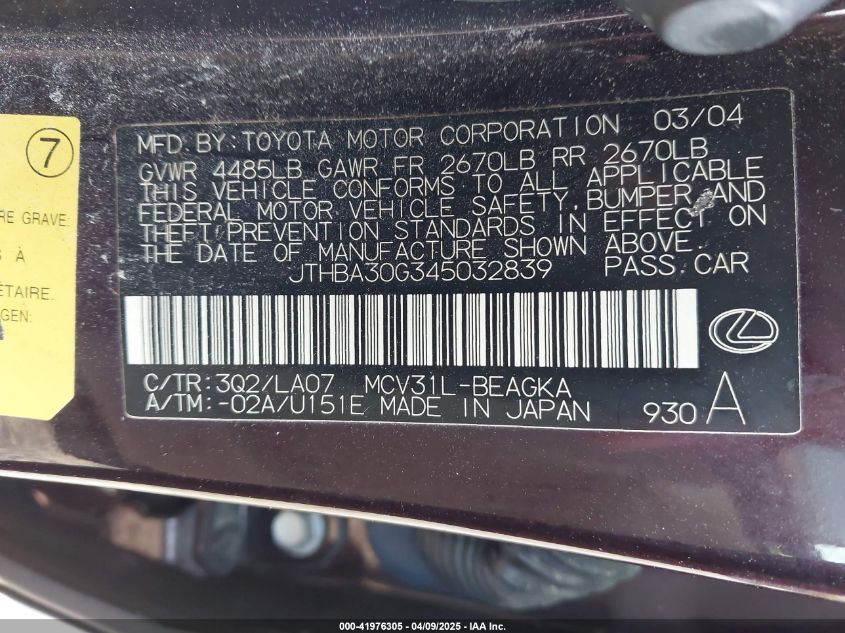 7
RE GRAVE:
S À
ÉTAIRE.
GEN:
MFD. BY: TOYOTA MOTOR CORPORATION 03/04
GVWR 4485LB GAWR FR 2670LB RR 2670LB
THIS VEHICLE CONFORMS TO ALL APPLICABLE
FEDERAL MOTOR VEHICLE SAFETY, BUMPER, AND
THEFT PREVENTION STANDARDS IN EFFECT ON
THE DATE OF MANUFACTURE SHOWN ABOVE.
JTHBA30G345032839 PASS. CAR
C/TR: 3Q2/LA07 MCV31L-BEAGKA
A/TM: -02A/U151E MADE IN JAPAN 930 A
000-41976305 - 04/09/2025 - IAA Inc.